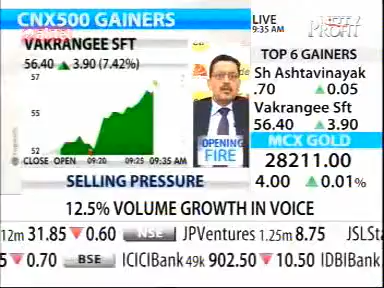 CNX500 GAINERS
LIVE
9:35 AM
NDTV
PROFIT
VAKRANGEE SFT
56.40 ▲ 3.90 (7.42%)
57
55
52
CLOSE OPEN 09:20 09:25 09:35 AM
OPENING
FIRE
TOP 6 GAINERS
Sh Ashtavinayak
.70 ▲ 0.05
Vakrangee Sft
56.40 ▲ 3.90
MCX GOLD
28211.00
4.00 ▲ 0.01%
SELLING PRESSURE
12.5% VOLUME GROWTH IN VOICE
12m 31.85 ▼ 0.60 NSE JPVentures 1.25m 8.75 JSLSta
5 ▼ 0.70 BSE ICICIBank 49k 902.50 ▼ 10.50 IDBIBank